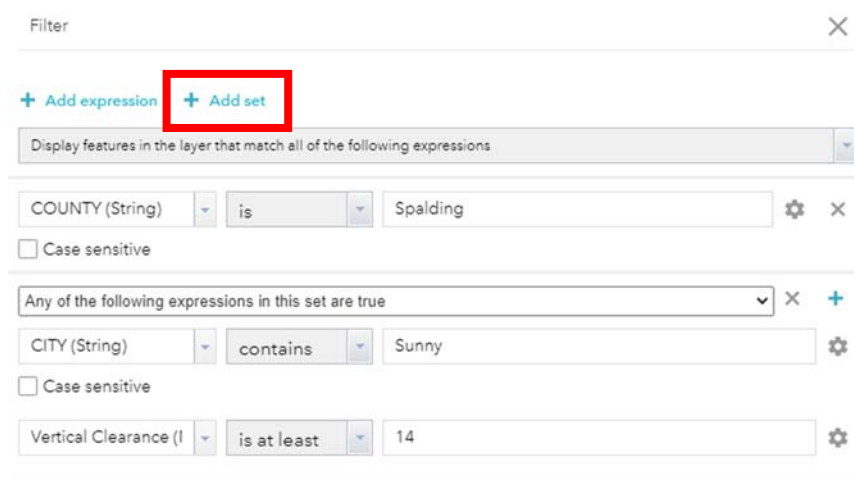 Filter
+ Add expression + Add set
Display features in the layer that match all of the following expressions
COUNTY (String) is Spalding
Case sensitive
Any of the following expressions in this set are true
CITY (String) contains Sunny
Case sensitive
Vertical Clearance ( is at least 14